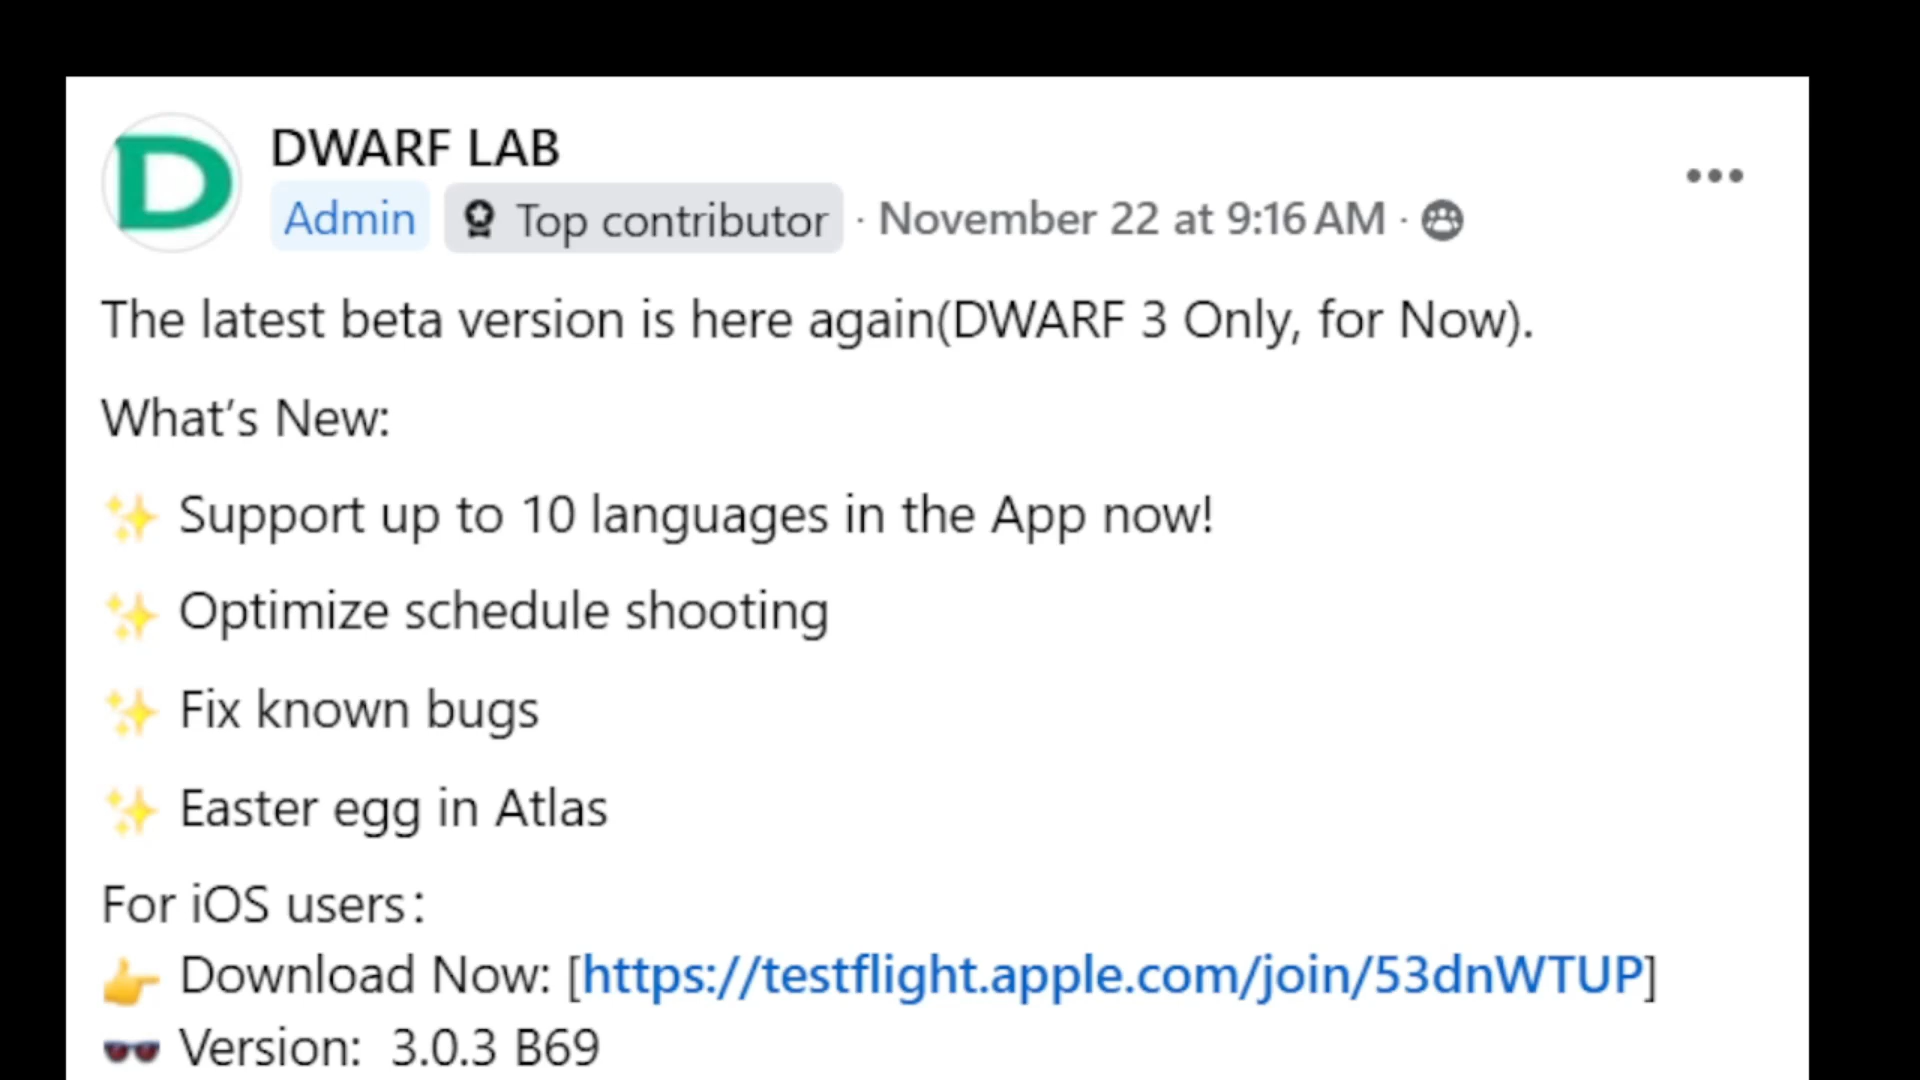 D
DWARF LAB
Admin Top contributor · November 22 at 9:16 AM ·
The latest beta version is here again(DWARF 3 Only, for Now).
What’s New:
✨ Support up to 10 languages in the App now!
✨ Optimize schedule shooting
✨ Fix known bugs
✨ Easter egg in Atlas
For iOS users:
👉 Download Now: [https://testflight.apple.com/join/53dnWTUP]
🕶️ Version: 3.0.3 B69